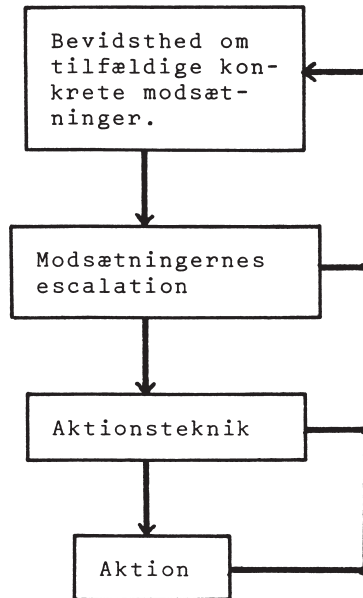 Bevidsthed om
tilfældige kon-
krete modsæt-
ninger.
Modsætningernes
escalation
Aktionsteknik
Aktion